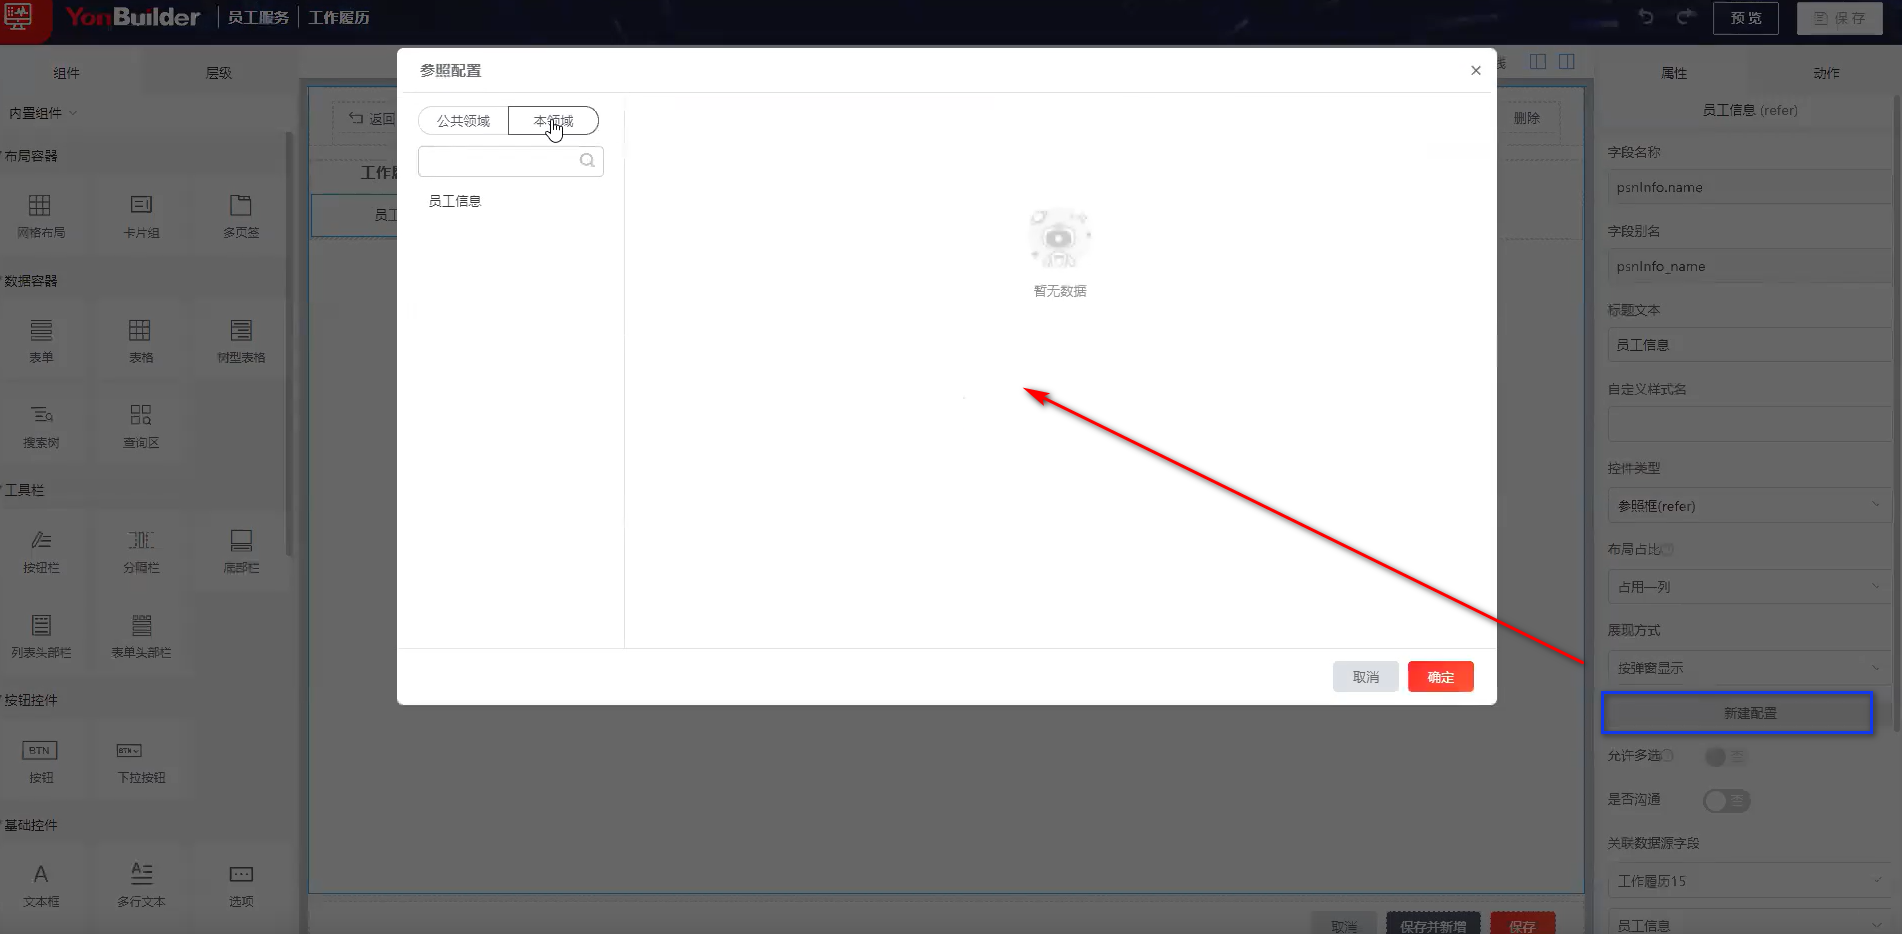 YonBuilder 员工服务 工作履历
预览 保存
组件 层级
内置组件
布局容器
网格布局 卡片组 多页签
数据容器
表单 表格 树型表格
搜索树 查询区
工具栏
按钮栏 分隔栏 底部栏
列表头部栏 表单头部栏
按钮控件
BTN BTN
按钮 下拉按钮
基础控件
文本框 多行文本 选项
返回
工作
员工
参照配置
公共领域 本领域
员工信息
暂无数据
取消 确定
删除
取消 保存并新增 保存
属性 动作
员工信息 (refer)
字段名称
psnInfo.name
字段别名
psnInfo_name
标题文本
员工信息
自定义样式名
控件类型
参照框(refer)
布局占比
占用一列
展现方式
按弹窗显示
新建配置
允许多选 否
是否沟通 否
关联数据源字段
工作履历15
员工信息